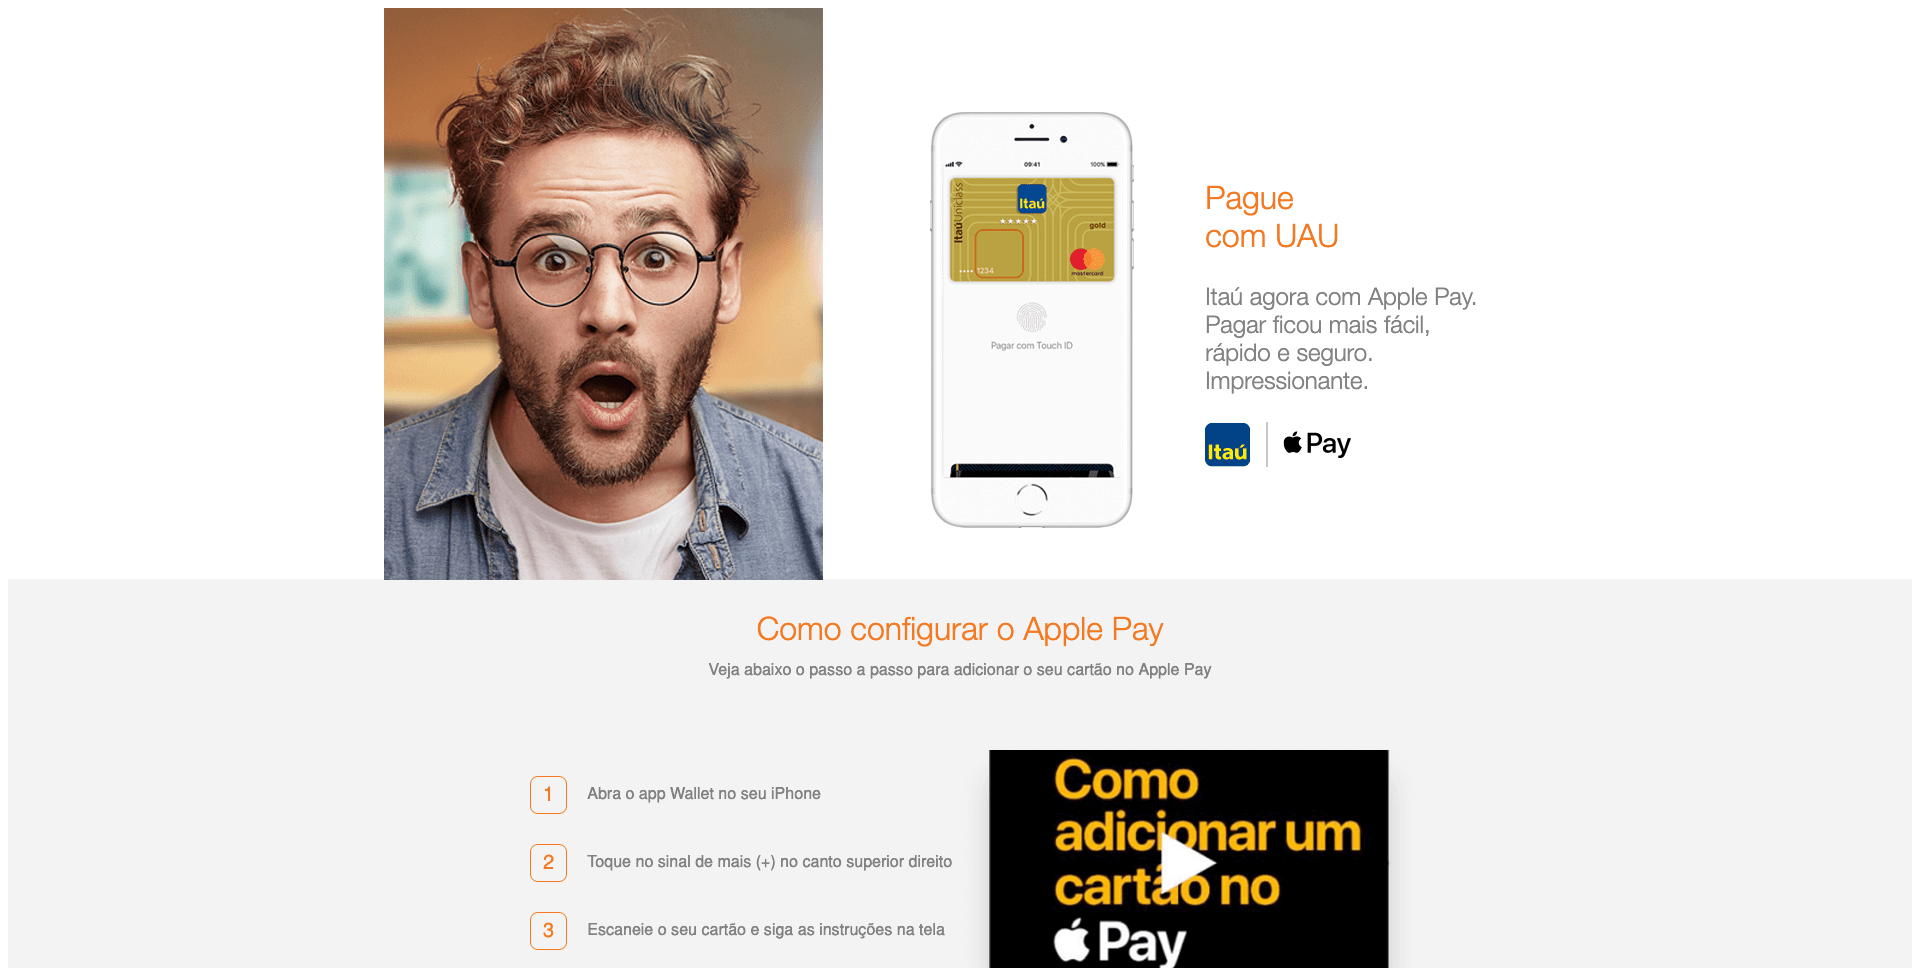 09:41
100%
ItaúUniclass
Itaú
gold
•••• 1234
mastercard
Pagar com Touch ID
Pague
com UAU
Itaú agora com Apple Pay.
Pagar ficou mais fácil,
rápido e seguro.
Impressionante.
Itaú
Pay
Como configurar o Apple Pay
Veja abaixo o passo a passo para adicionar o seu cartão no Apple Pay
1 Abra o app Wallet no seu iPhone
2 Toque no sinal de mais (+) no canto superior direito
3 Escaneie o seu cartão e siga as instruções na tela
Como
adicionar um
cartão no
Pay